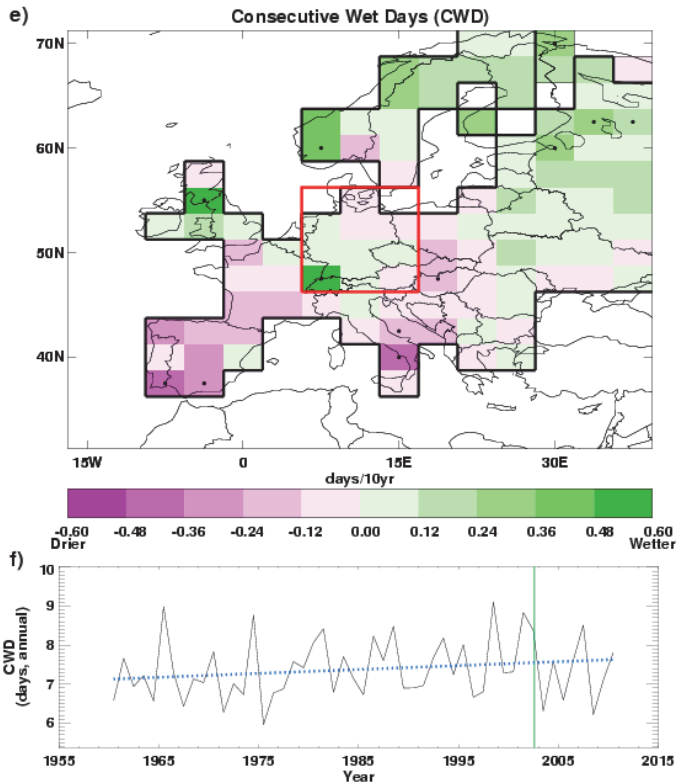 e)
Consecutive Wet Days (CWD)
70N
60N
50N
40N
15W 0 15E 30E
days/10yr
-0.60 -0.48 -0.36 -0.24 -0.12 0.00 0.12 0.24 0.36 0.48 0.60
Drier Wetter
f)
10
9
8
7
6
CWD
(days, annual)
1955 1965 1975 1985 1995 2005 2015
Year